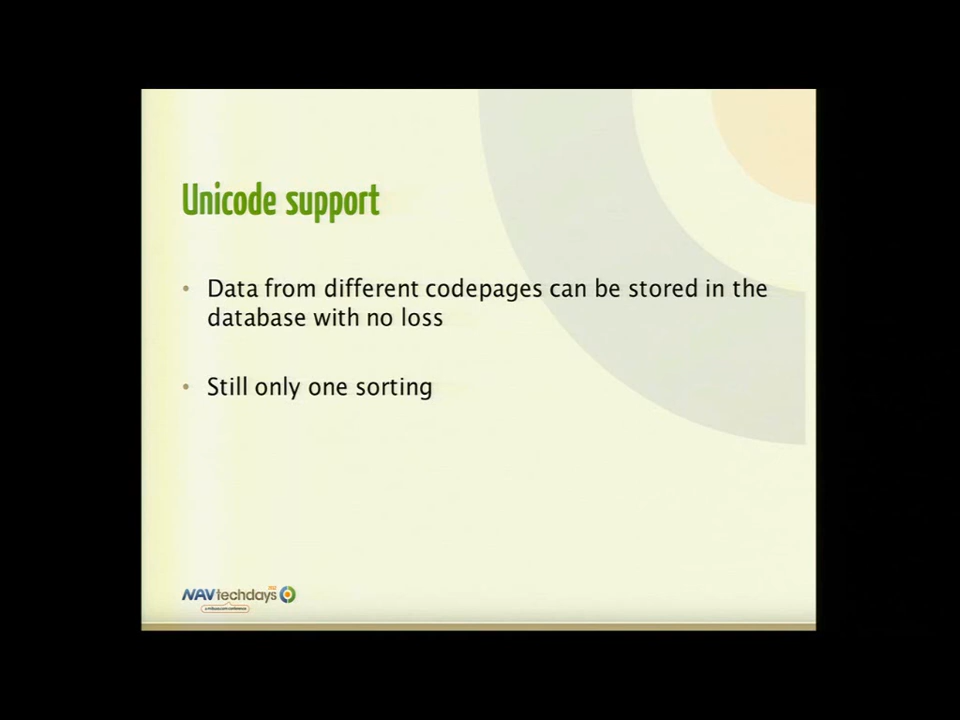 Unicode support
• Data from different codepages can be stored in the
database with no loss
• Still only one sorting
NAVtechdays